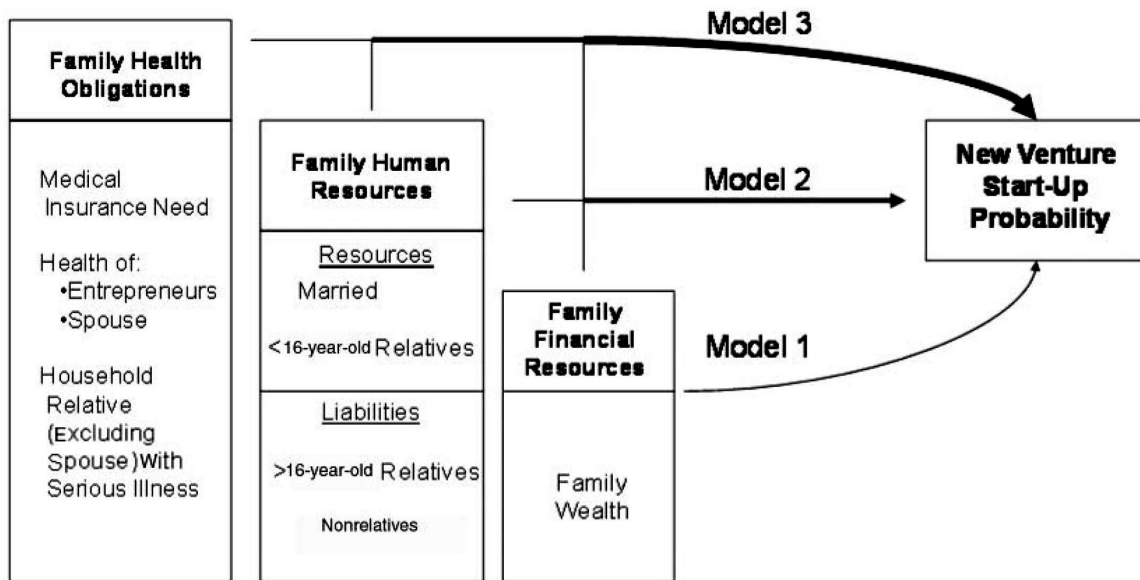 Family Health
Obligations
Medical
Insurance Need
Health of:
•Entrepreneurs
•Spouse
Household
Relative
(Excluding
Spouse)With
Serious Illness
Family Human
Resources
Resources
Married
<16-year-old Relatives
Liabilities
>16-year-old Relatives
Nonrelatives
Family
Financial
Resources
Family
Wealth
Model 3
Model 2
Model 1
New Venture
Start-Up
Probability